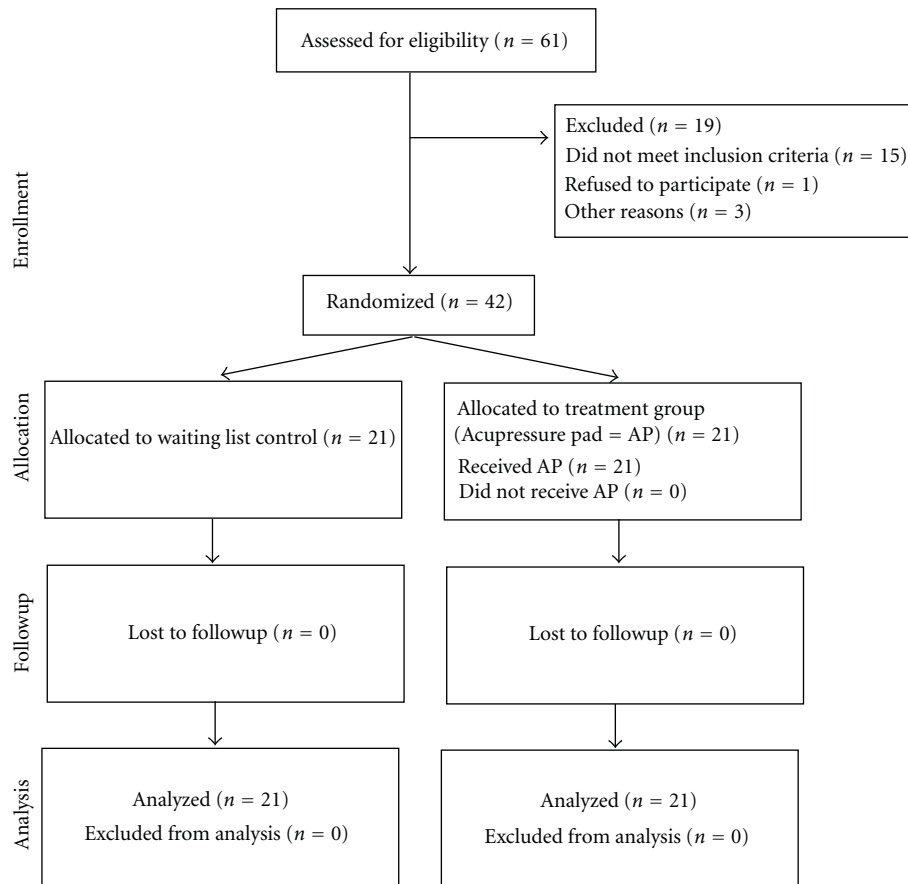 Assessed for eligibility (n = 61)
Excluded (n = 19)
Did not meet inclusion criteria (n = 15)
Refused to participate (n = 1)
Other reasons (n = 3)
Enrollment
Randomized (n = 42)
Allocation
Allocated to waiting list control (n = 21)
Allocated to treatment group
(Acupressure pad = AP) (n = 21)
Received AP (n = 21)
Did not receive AP (n = 0)
Followup
Lost to followup (n = 0)
Lost to followup (n = 0)
Analysis
Analyzed (n = 21)
Excluded from analysis (n = 0)
Analyzed (n = 21)
Excluded from analysis (n = 0)